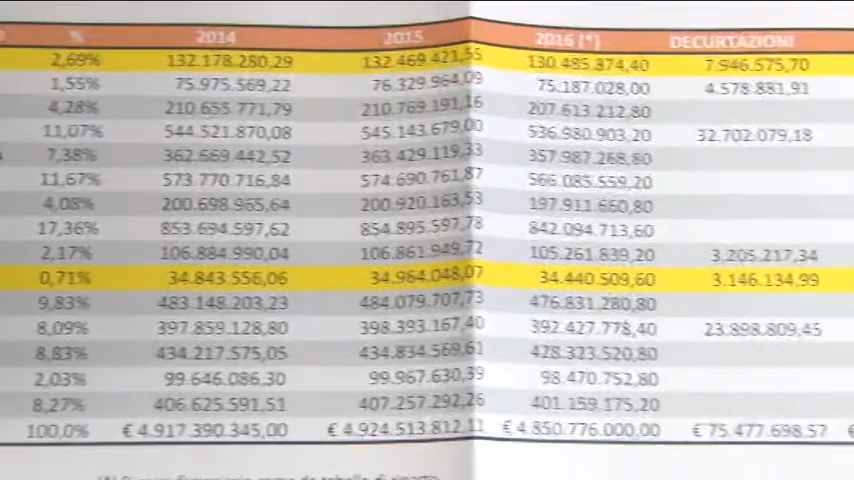 % 2014 2015 2016 [*] DECURTAZIONI
2,69% 132.178.280,29 132.469.421,55 130.485.874,40 7.946.575,70
1,55% 75.975.569,22 76.329.964,09 75.187.028,00 4.578.881,91
4,28% 210.655.771,79 210.769.191,16 207.613.212,80
11,07% 544.521.870,08 545.143.679,00 536.980.903,20 32.702.079,18
7,38% 362.669.442,52 363.429.119,33 357.987.268,80
11,67% 573.770.716,84 574.690.761,87 566.085.559,20
4,08% 200.698.965,64 200.920.163,53 197.911.660,80
17,36% 853.694.597,62 854.895.597,78 842.094.713,60
2,17% 106.884.990,04 106.861.949,72 105.261.839,20 3.205.217,34
0,71% 34.843.556,06 34.964.048,07 34.440.509,60 3.146.134,99
9,83% 483.148.203,23 484.079.707,73 476.831.280,80
8,09% 397.859.128,80 398.393.167,40 392.427.778,40 23.898.809,45
8,83% 434.217.575,05 434.834.569,61 428.323.520,80
2,03% 99.646.086,30 99.967.630,39 98.470.752,80
8,27% 406.625.591,51 407.257.292,26 401.159.175,20
100,0% € 4.917.390.345,00 € 4.924.513.812,11 € 4.850.776.000,00 € 75.477.698,57 €